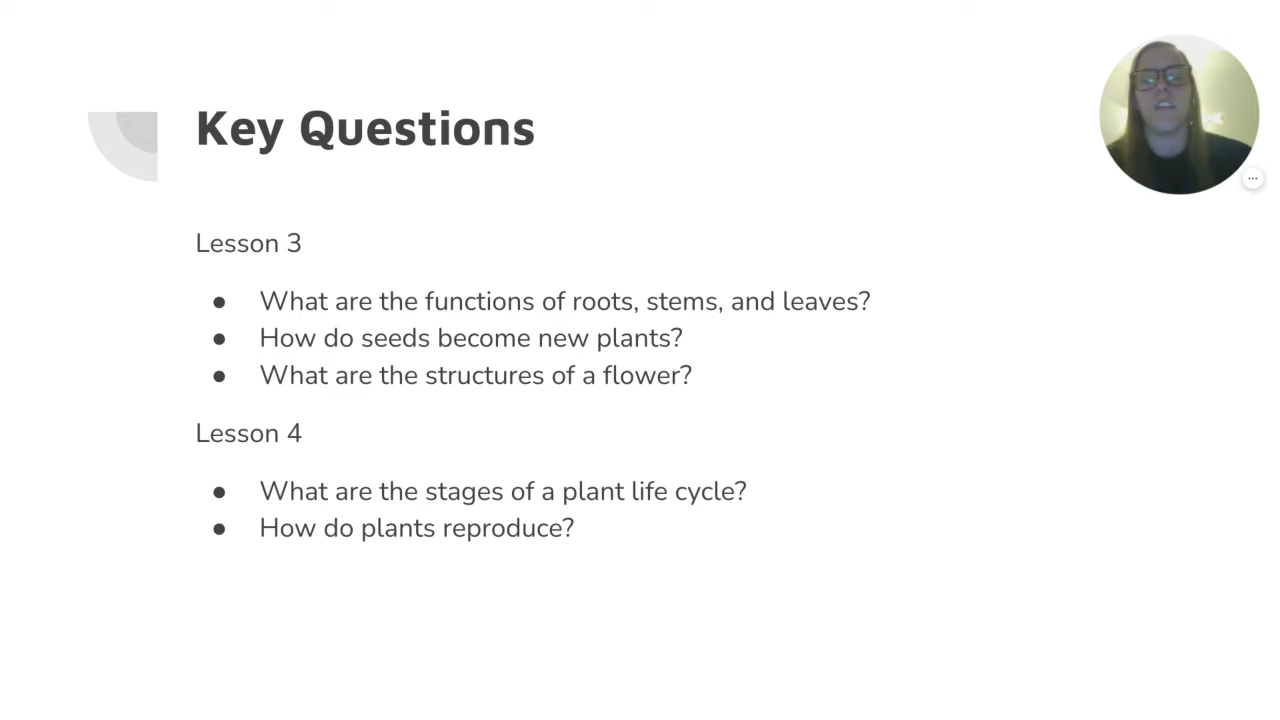 Key Questions
Lesson 3
● What are the functions of roots, stems, and leaves?
● How do seeds become new plants?
● What are the structures of a flower?
Lesson 4
● What are the stages of a plant life cycle?
● How do plants reproduce?